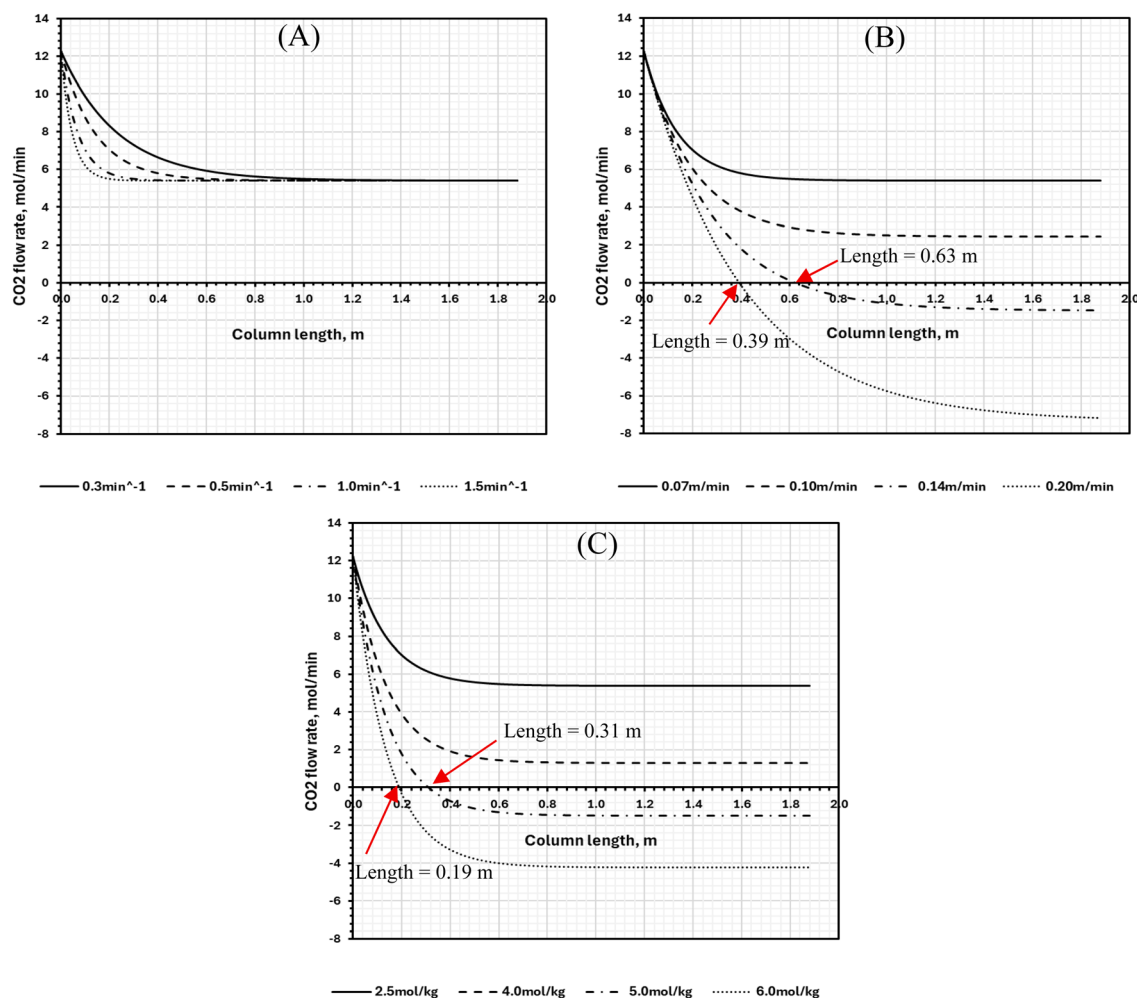 (A)
14
12
10
8
6
4
2
0
-2
-4
-6
-8
0.0 0.2 0.4 0.6 0.8 1.0 1.2 1.4 1.6 1.8 2.0
CO2 flow rate, mol/min
Column length, m
0.3min^-1 0.5min^-1 1.0min^-1 1.5min^-1
(B)
14
12
10
8
6
4
2
0
-2
-4
-6
-8
0.0 0.2 0.4 0.6 0.8 1.0 1.2 1.4 1.6 1.8 2.0
CO2 flow rate, mol/min
Length = 0.63 m
Column length, m
Length = 0.39 m
0.07m/min 0.10m/min 0.14m/min 0.20m/min
(C)
14
12
10
8
6
4
2
0
-2
-4
-6
-8
0.0 0.2 0.4 0.6 0.8 1.0 1.2 1.4 1.6 1.8 2.0
CO2 flow rate, mol/min
Length = 0.31 m
Column length, m
Length = 0.19 m
2.5mol/kg 4.0mol/kg 5.0mol/kg 6.0mol/kg